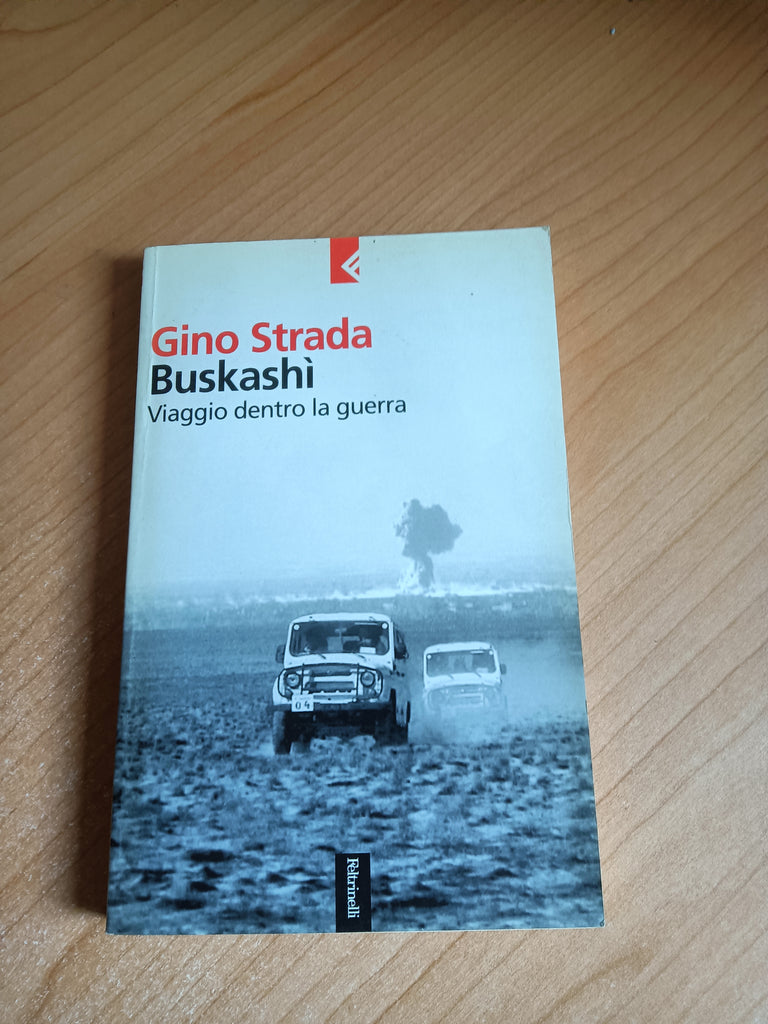 Gino Strada
Buskashì
Viaggio dentro la guerra
04
Feltrinelli